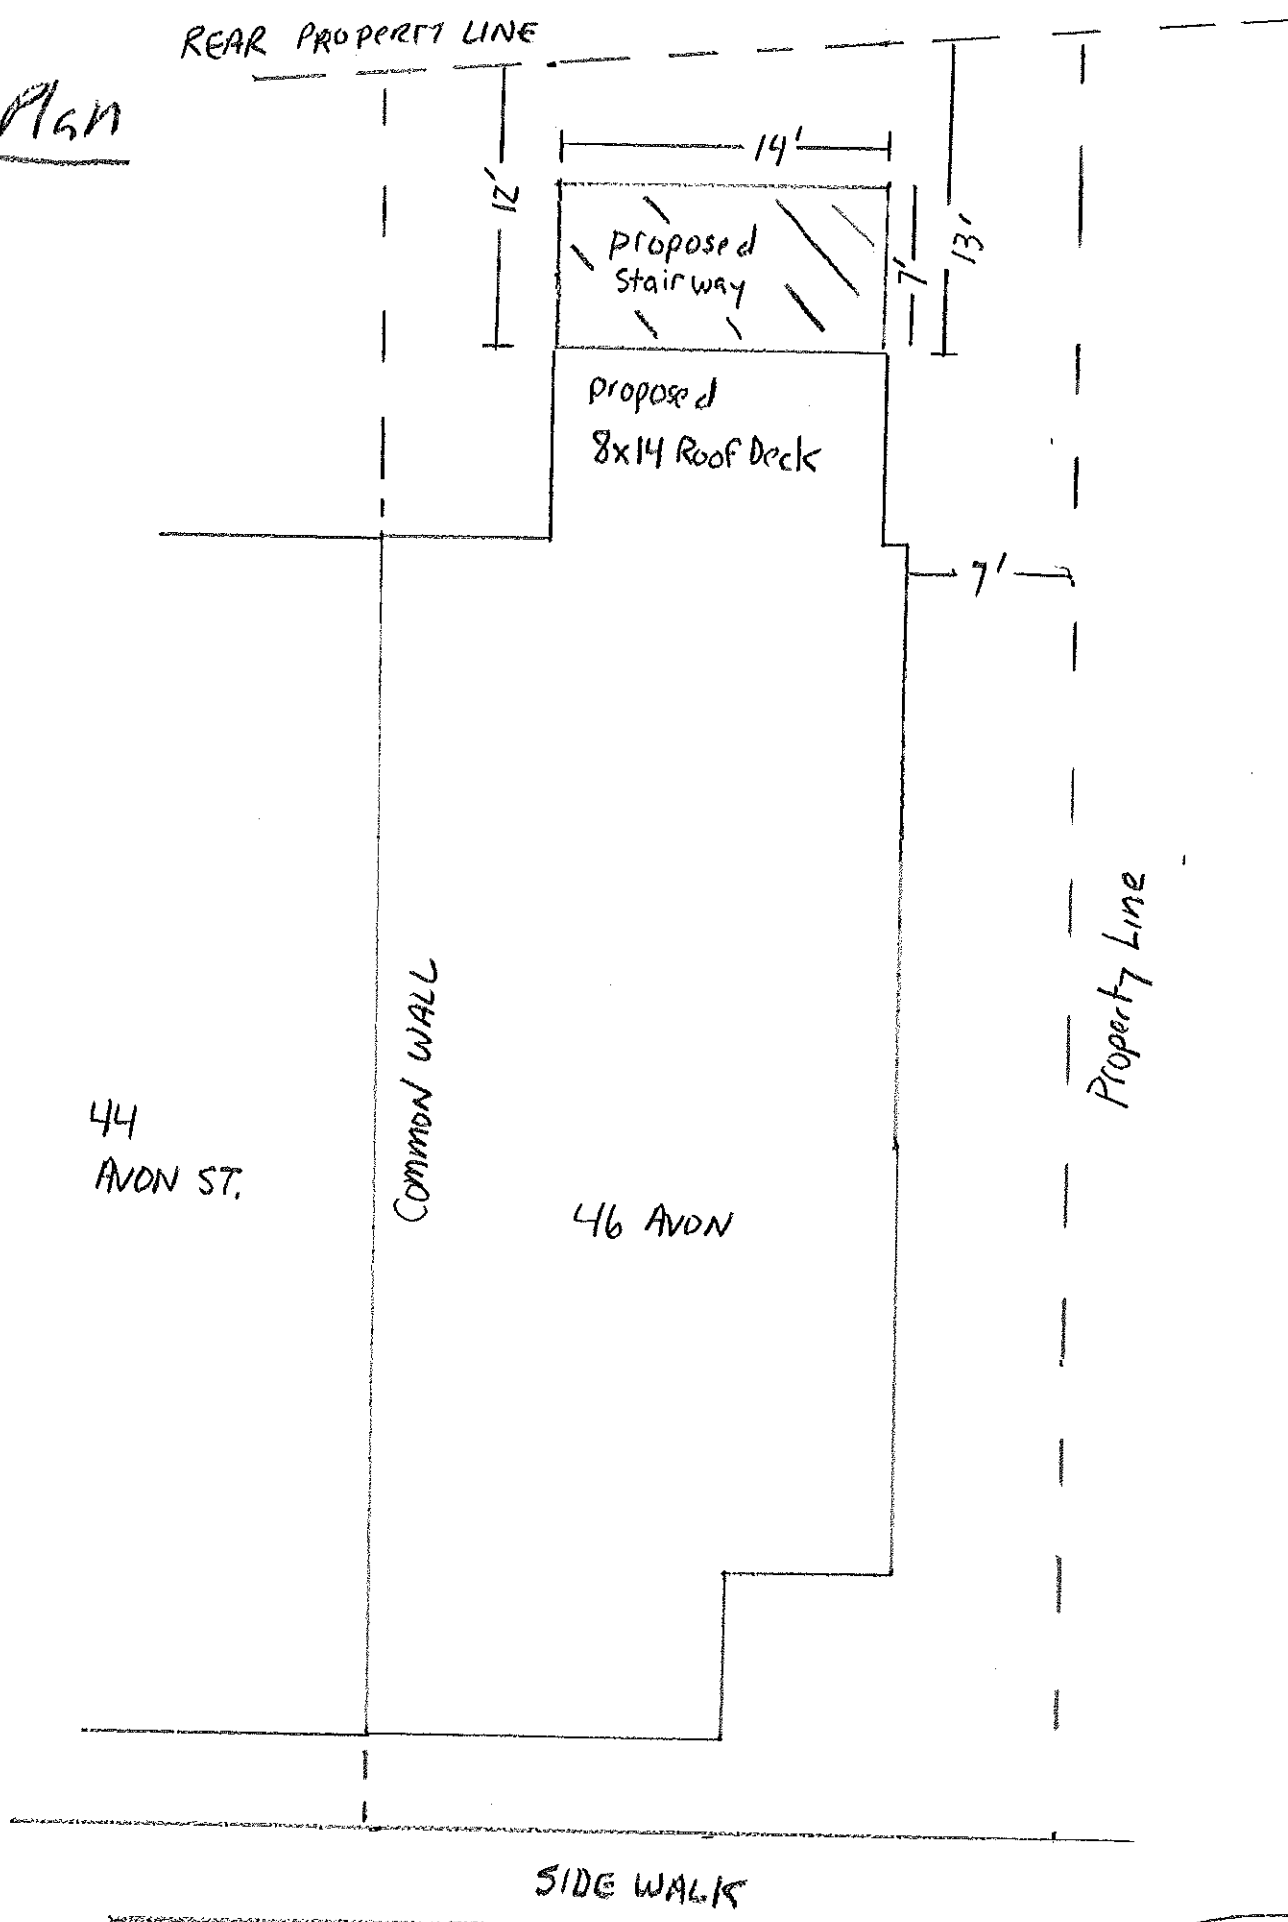 REAR PROPERTY LINE
Plan
14'
12'
proposed
stairway
7'
13'
proposed
8x14 Roof Deck
7'
Property Line
COMMON WALL
44
AVON ST.
46 AVON
SIDE WALK